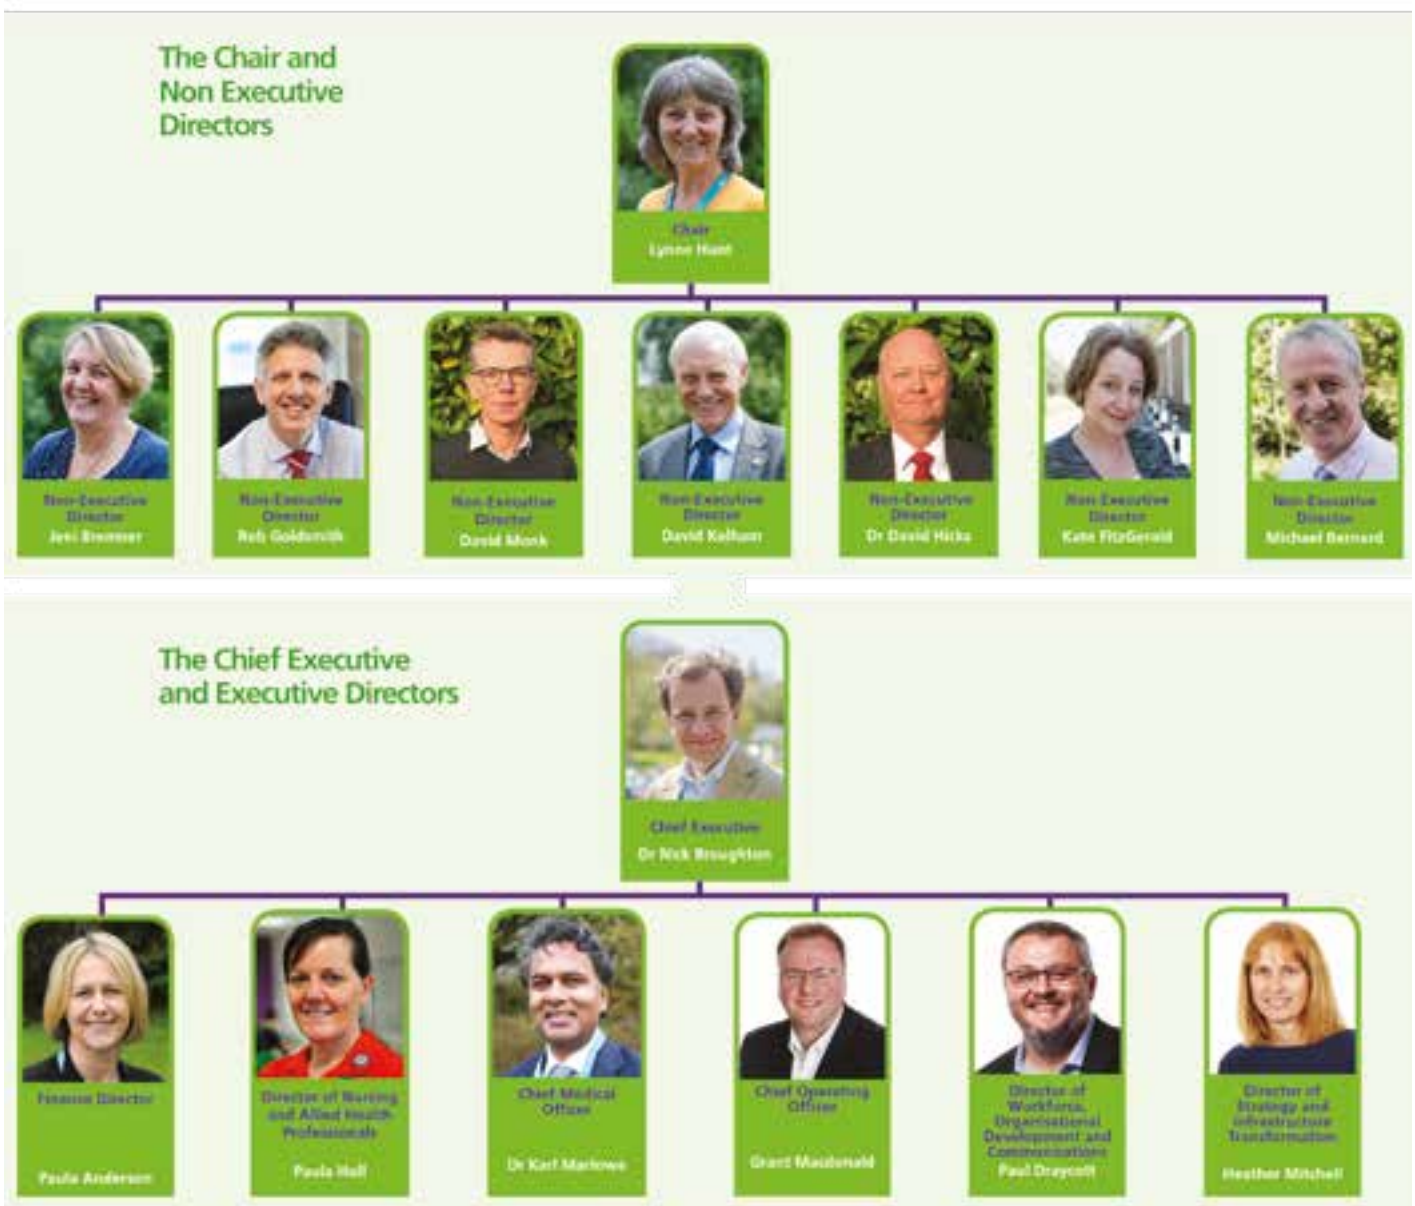 The Chair and
Non Executive
Directors
Chair
Lynne Hunt
Non-Executive
Director
Jeni Bremner
Non-Executive
Director
Rob Goldsmith
Non-Executive
Director
David Monk
Non-Executive
Director
David Kelham
Non-Executive
Director
Dr David Hicks
Non-Executive
Director
Kate FitzGerald
Non-Executive
Director
Michael Bernard
The Chief Executive
and Executive Directors
Chief Executive
Dr Nick Broughton
Finance Director
Paula Anderson
Director of Nursing
and Allied Health
Professionals
Paula Hull
Chief Medical
Officer
Dr Karl Marlowe
Chief Operating
Officer
Grant Macdonald
Director of
Workforce,
Organisational
Development and
Communications
Paul Draycott
Director of
Strategy and
Infrastructure
Transformation
Heather Mitchell